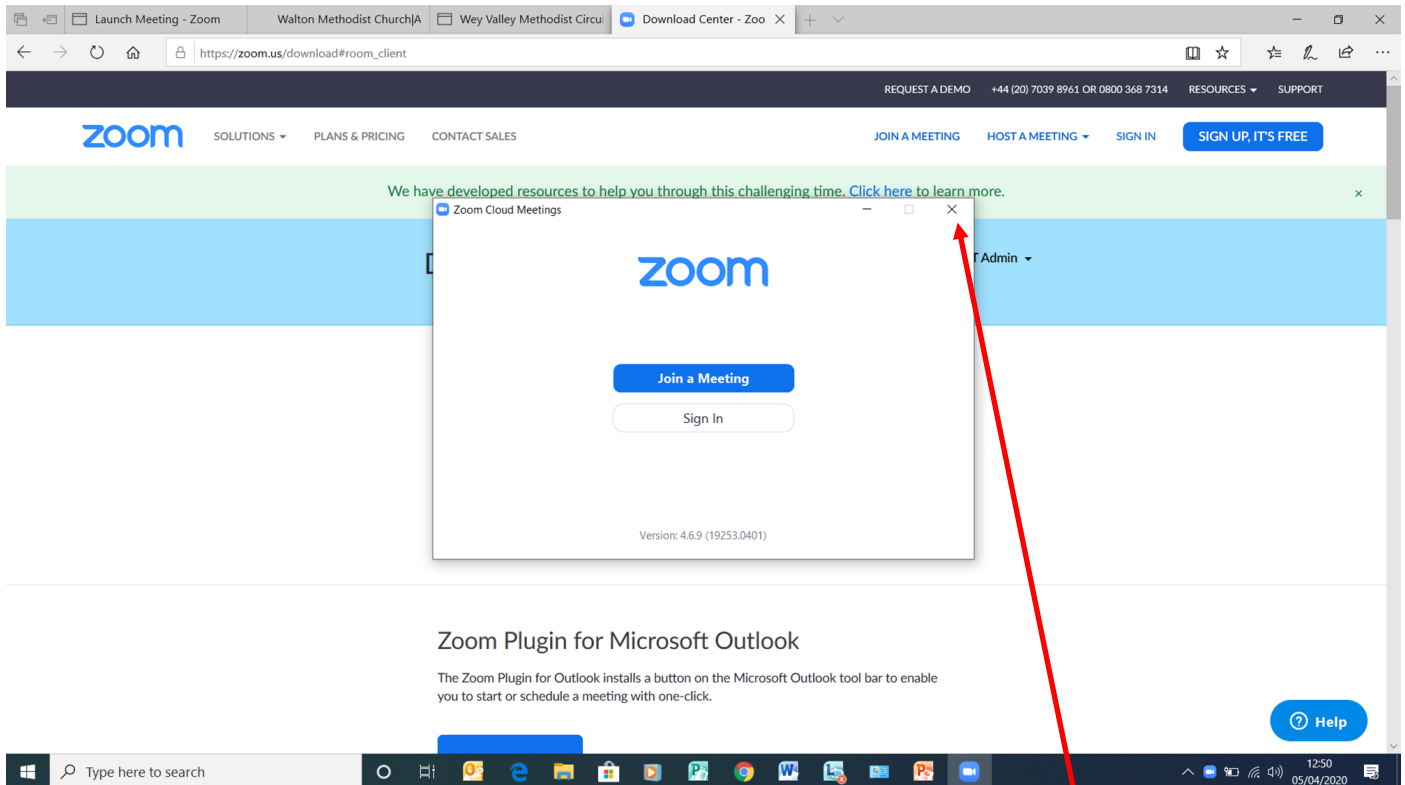 Launch Meeting - Zoom
Walton Methodist Church|A
Wey Valley Methodist Circui
Download Center - Zoo
https://zoom.us/download#room_client
REQUEST A DEMO +44 (20) 7039 8961 OR 0800 368 7314 RESOURCES SUPPORT
zoom SOLUTIONS PLANS & PRICING CONTACT SALES JOIN A MEETING HOST A MEETING SIGN IN SIGN UP, IT'S FREE
We have developed resources to help you through this challenging time. Click here to learn more.
Zoom Cloud Meetings
T Admin
zoom
Join a Meeting
Sign In
Version: 4.6.9 (19253.0401)
Zoom Plugin for Microsoft Outlook
The Zoom Plugin for Outlook installs a button on the Microsoft Outlook tool bar to enable
you to start or schedule a meeting with one-click.
Help
Type here to search
12:50
05/04/2020